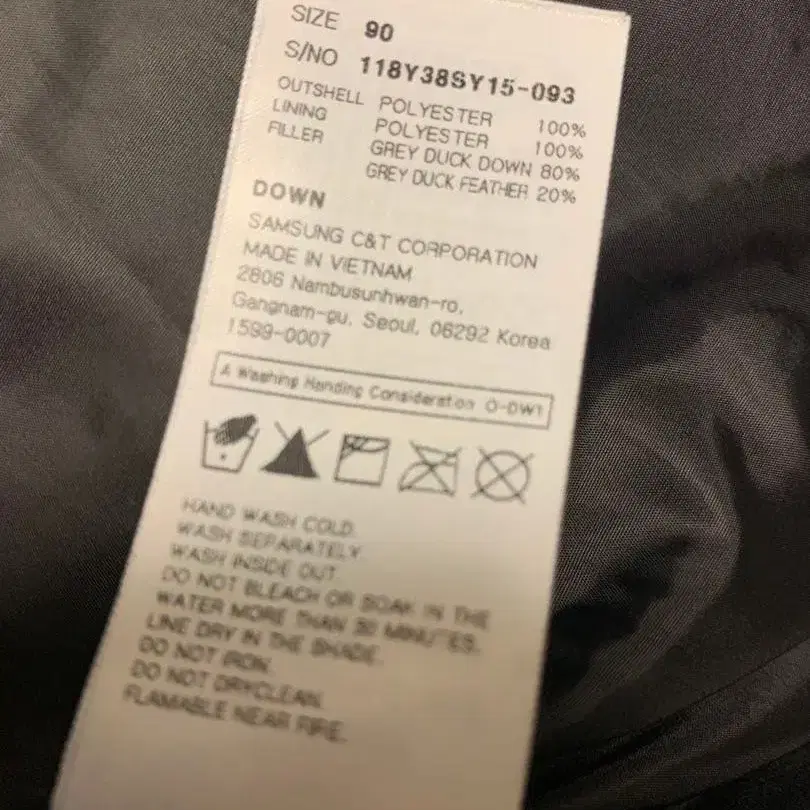 SIZE 90
S/NO 118Y38SY15-093
OUTSHELL POLYESTER 100%
LINING POLYESTER 100%
FILLER GREY DUCK DOWN 80%
GREY DUCK FEATHER 20%
DOWN
SAMSUNG C&T CORPORATION
MADE IN VIETNAM
2806 Nambusunhwan-ro,
Gangnam-gu, Seoul, 06292 Korea
1599-0007
A Washing Handing Consideration O-DW1
HAND WASH COLD.
WASH SEPARATELY.
WASH INSIDE OUT.
DO NOT BLEACH OR SOAK IN THE
WATER MORE THAN 30 MINUTES.
LINE DRY IN THE SHADE.
DO NOT IRON.
DO NOT DRYCLEAN.
FLAMABLE NEAR FIRE.